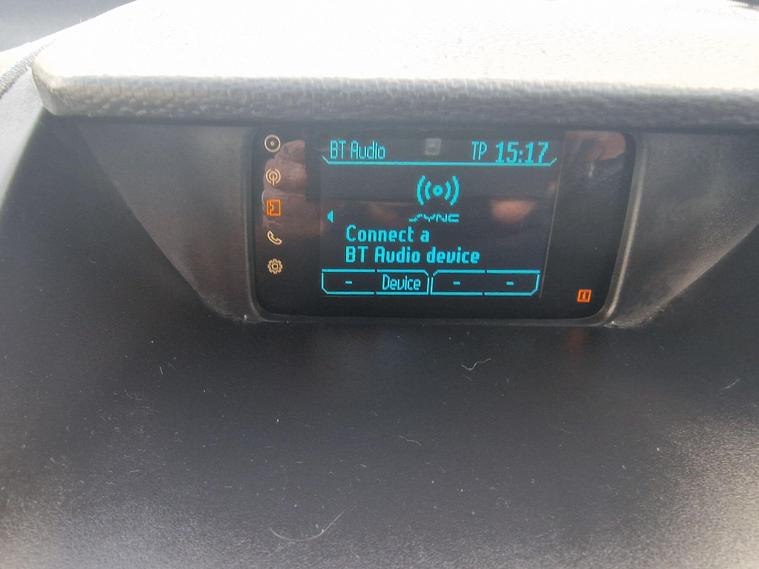 BT Audio TP 15:17
SYNC
Connect a
BT Audio device
- Device - -